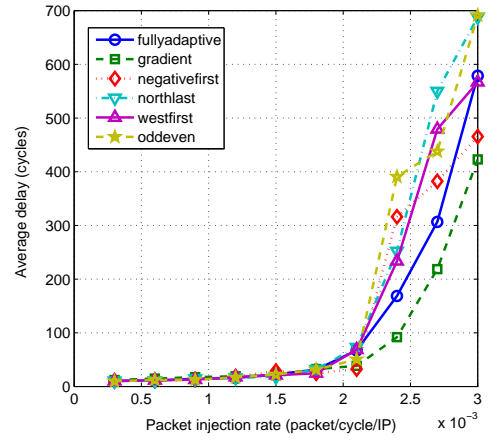 700
600
500
400
300
200
100
0
fullyadaptive
gradient
negativefirst
northlast
westfirst
oddeven
Average delay (cycles)
0 0.5 1 1.5 2 2.5 3
x 10⁻³
Packet injection rate (packet/cycle/IP)